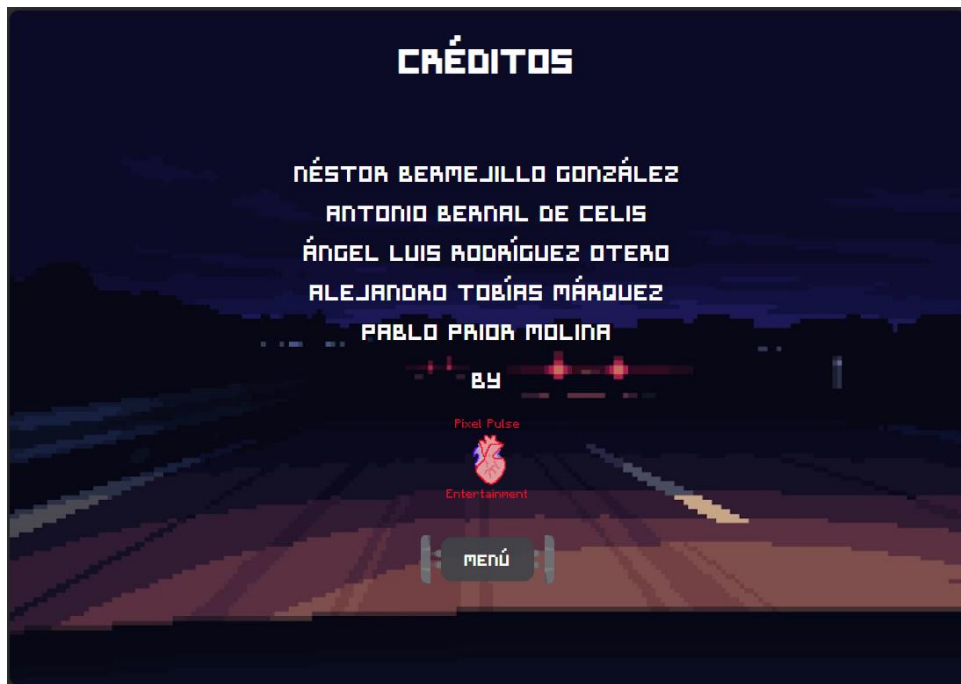 CRÉDITOS
NÉSTOR BERMEJILLO GONZÁLEZ
ANTONIO BERNAL DE CELIS
ÁNGEL LUIS RODRÍGUEZ OTERO
ALEJANDRO TOBÍAS MÁRQUEZ
PABLO PRIOR MOLINA
BY
Pixel Pulse
Entertainment
MENÚ